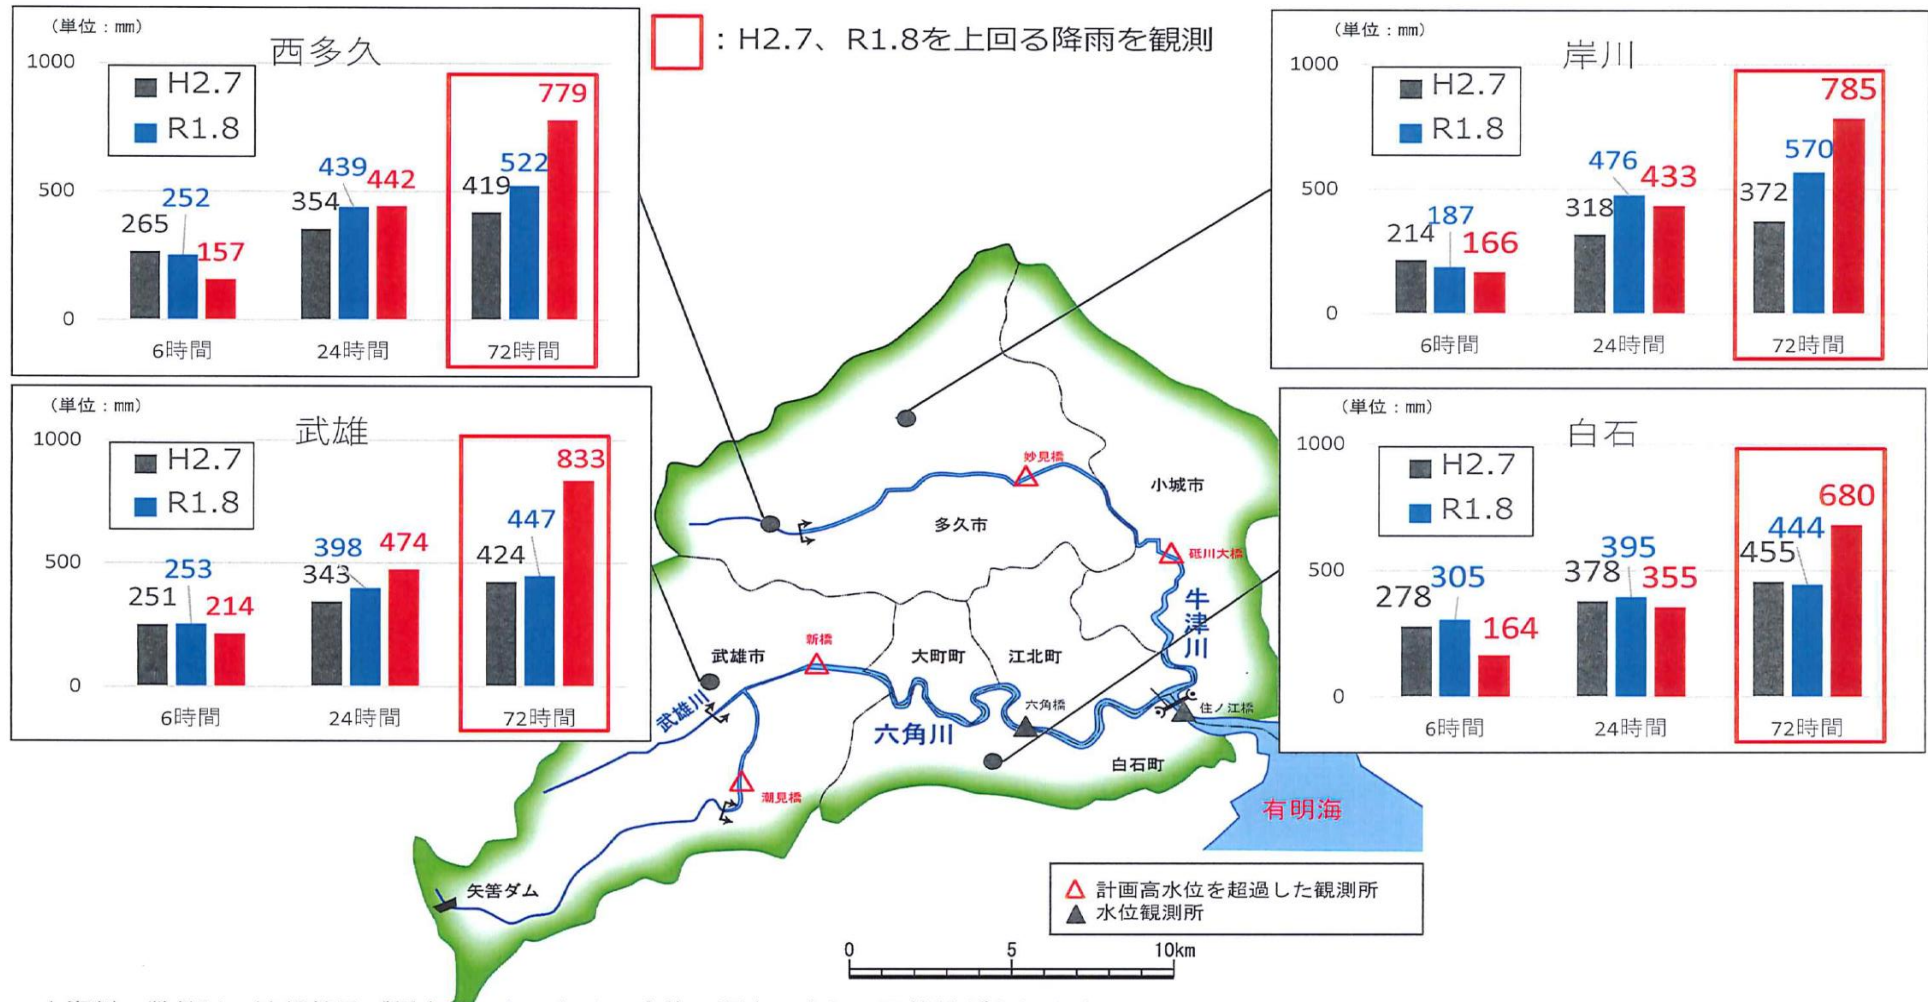 ：H2.7、R1.8を上回る降雨を観測
（単位：㎜）
西多久
1000
500
0
H2.7
R1.8
265
252
157
354
439
442
419
522
779
6時間
24時間
72時間
（単位：㎜）
岸川
1000
500
0
H2.7
R1.8
214
187
166
318
476
433
372
570
785
6時間
24時間
72時間
（単位：㎜）
武雄
1000
500
0
H2.7
R1.8
251
253
214
343
398
474
424
447
833
6時間
24時間
72時間
（単位：㎜）
白石
1000
500
0
H2.7
R1.8
278
305
164
378
395
355
455
444
680
6時間
24時間
72時間
妙見橋
小城市
多久市
砥川大橋
牛津川
新橋
武雄市
大町町
江北町
武雄川
六角川
六角橋
住ノ江橋
白石町
潮見橋
有明海
矢筈ダム
計画高水位を超過した観測所
水位観測所
0
5
10km